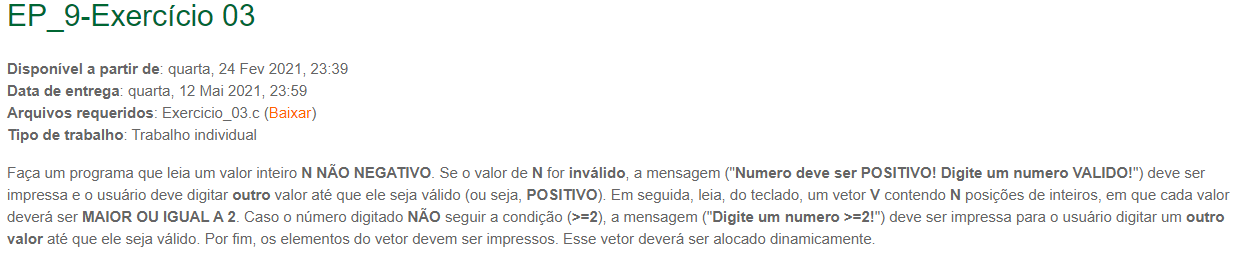 EP_9-Exercício 03
Disponível a partir de: quarta, 24 Fev 2021, 23:39
Data de entrega: quarta, 12 Mai 2021, 23:59
Arquivos requeridos: Exercicio_03.c (Baixar)
Tipo de trabalho: Trabalho individual
Faça um programa que leia um valor inteiro N NÃO NEGATIVO. Se o valor de N for inválido, a mensagem ("Numero deve ser POSITIVO! Digite um numero VALIDO!") deve ser
impressa e o usuário deve digitar outro valor até que ele seja válido (ou seja, POSITIVO). Em seguida, leia, do teclado, um vetor V contendo N posições de inteiros, em que cada valor
deverá ser MAIOR OU IGUAL A 2. Caso o número digitado NÃO seguir a condição (>=2), a mensagem ("Digite um numero >=2!") deve ser impressa para o usuário digitar um outro
valor até que ele seja válido. Por fim, os elementos do vetor devem ser impressos. Esse vetor deverá ser alocado dinamicamente.